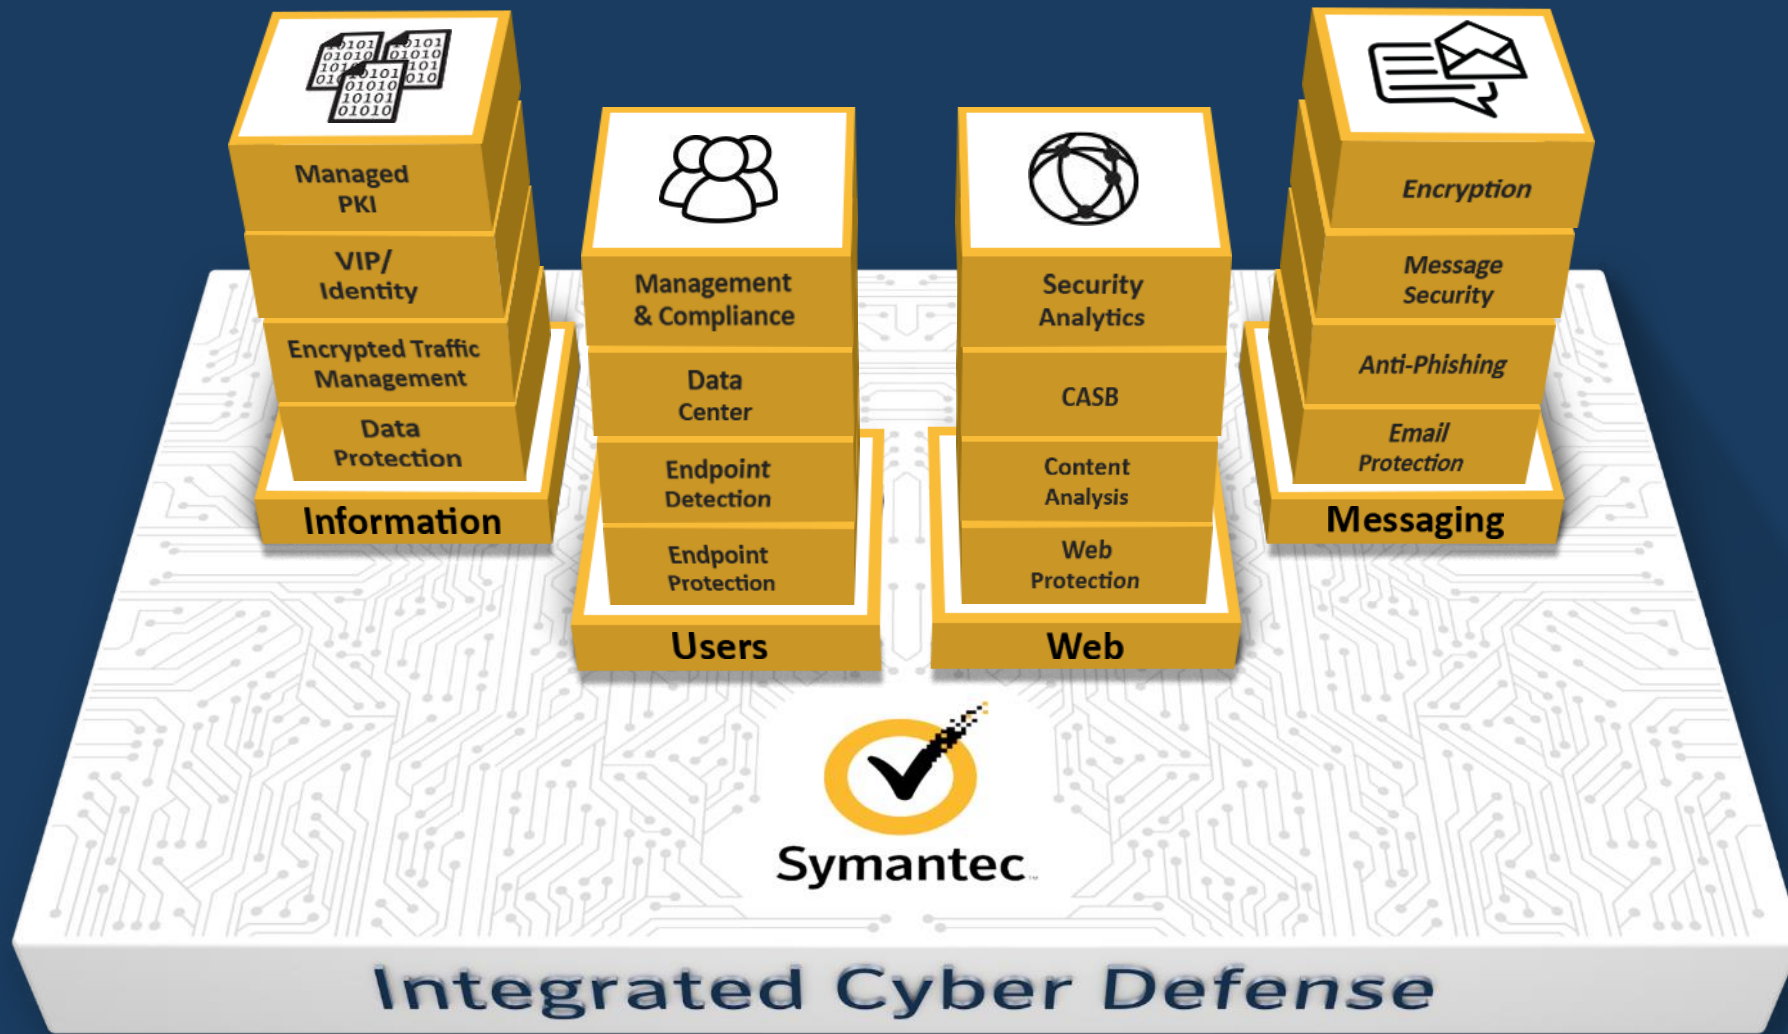 Managed
PKI
VIP/
Identity
Encrypted Traffic
Management
Data
Protection
Information
Management
& Compliance
Data
Center
Endpoint
Detection
Endpoint
Protection
Users
Security
Analytics
CASB
Content
Analysis
Web
Protection
Web
Encryption
Message
Security
Anti-Phishing
Email
Protection
Messaging
Symantec
Integrated Cyber Defense